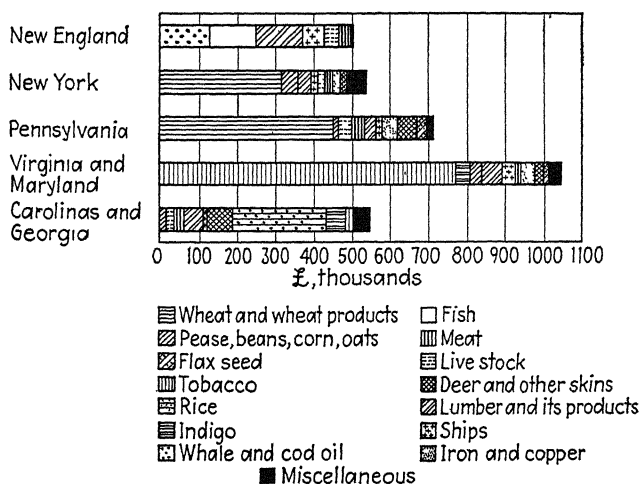 New England
New York
Pennsylvania
Virginia and
Maryland
Carolinas and
Georgia
0 100 200 300 400 500 600 700 800 900 1000 1100
£, thousands
Wheat and wheat products
Pease, beans, corn, oats
Flax seed
Tobacco
Rice
Indigo
Whale and cod oil
Fish
Meat
Live stock
Deer and other skins
Lumber and its products
Ships
Iron and copper
Miscellaneous